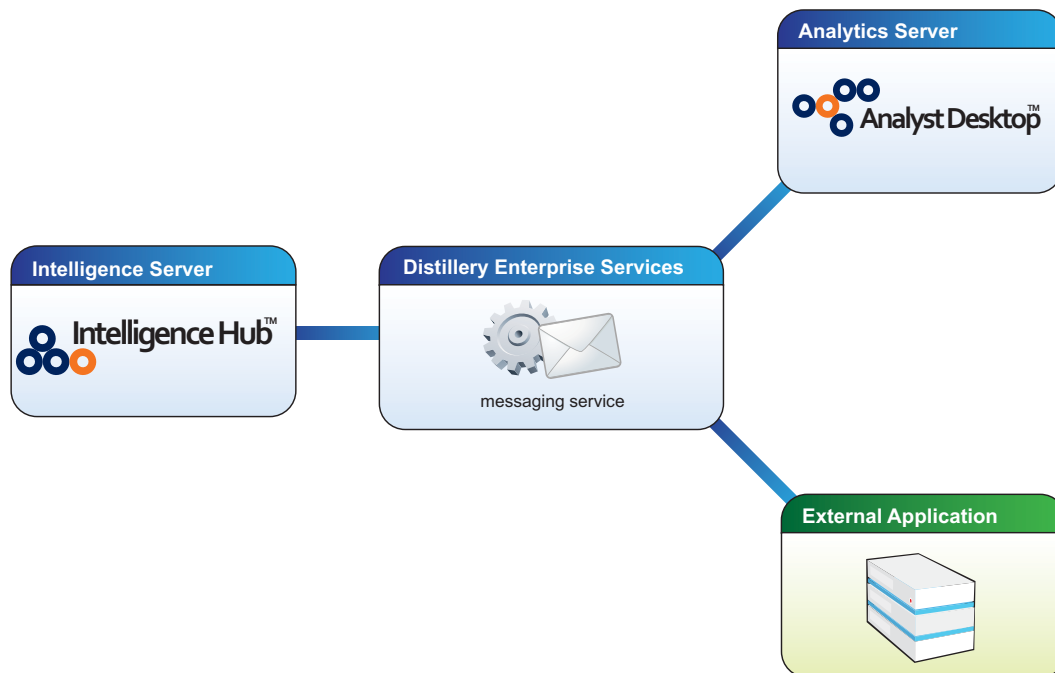 Analytics Server
Analyst Desktop™
Intelligence Server
Intelligence Hub™
Distillery Enterprise Services
messaging service
External Application